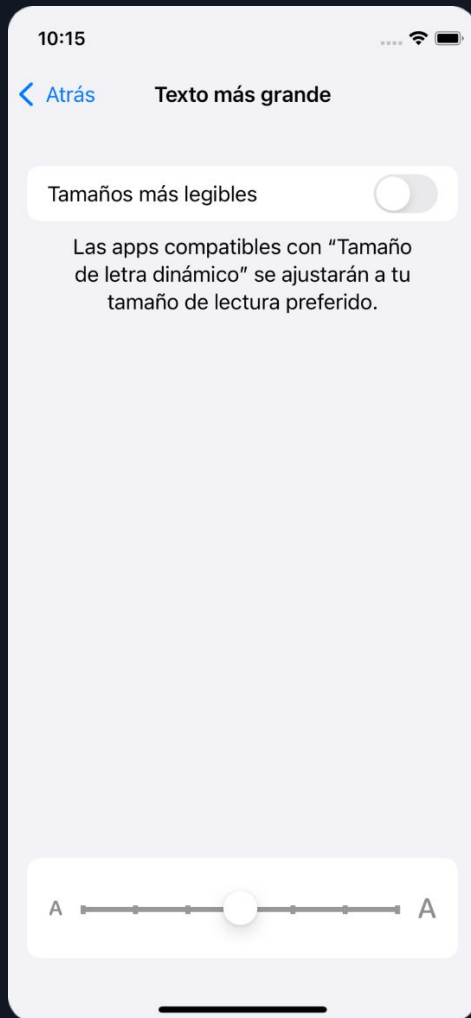 10:15
Atrás
Texto más grande
Tamaños más legibles
Las apps compatibles con “Tamaño
de letra dinámico” se ajustarán a tu
tamaño de lectura preferido.
A
A